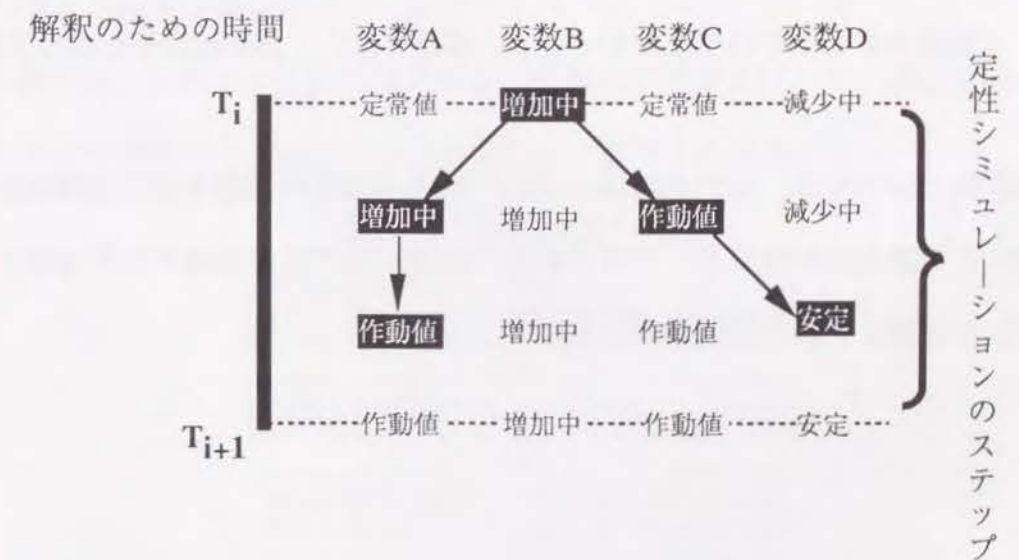 解釈のための時間 変数A 変数B 変数C 変数D
Ti 定常値 増加中 定常値 減少中
増加中 増加中 作動値 減少中
作動値 増加中 作動値 安定
Ti+1 作動値 増加中 作動値 安定
定性シミュレーションのステップ